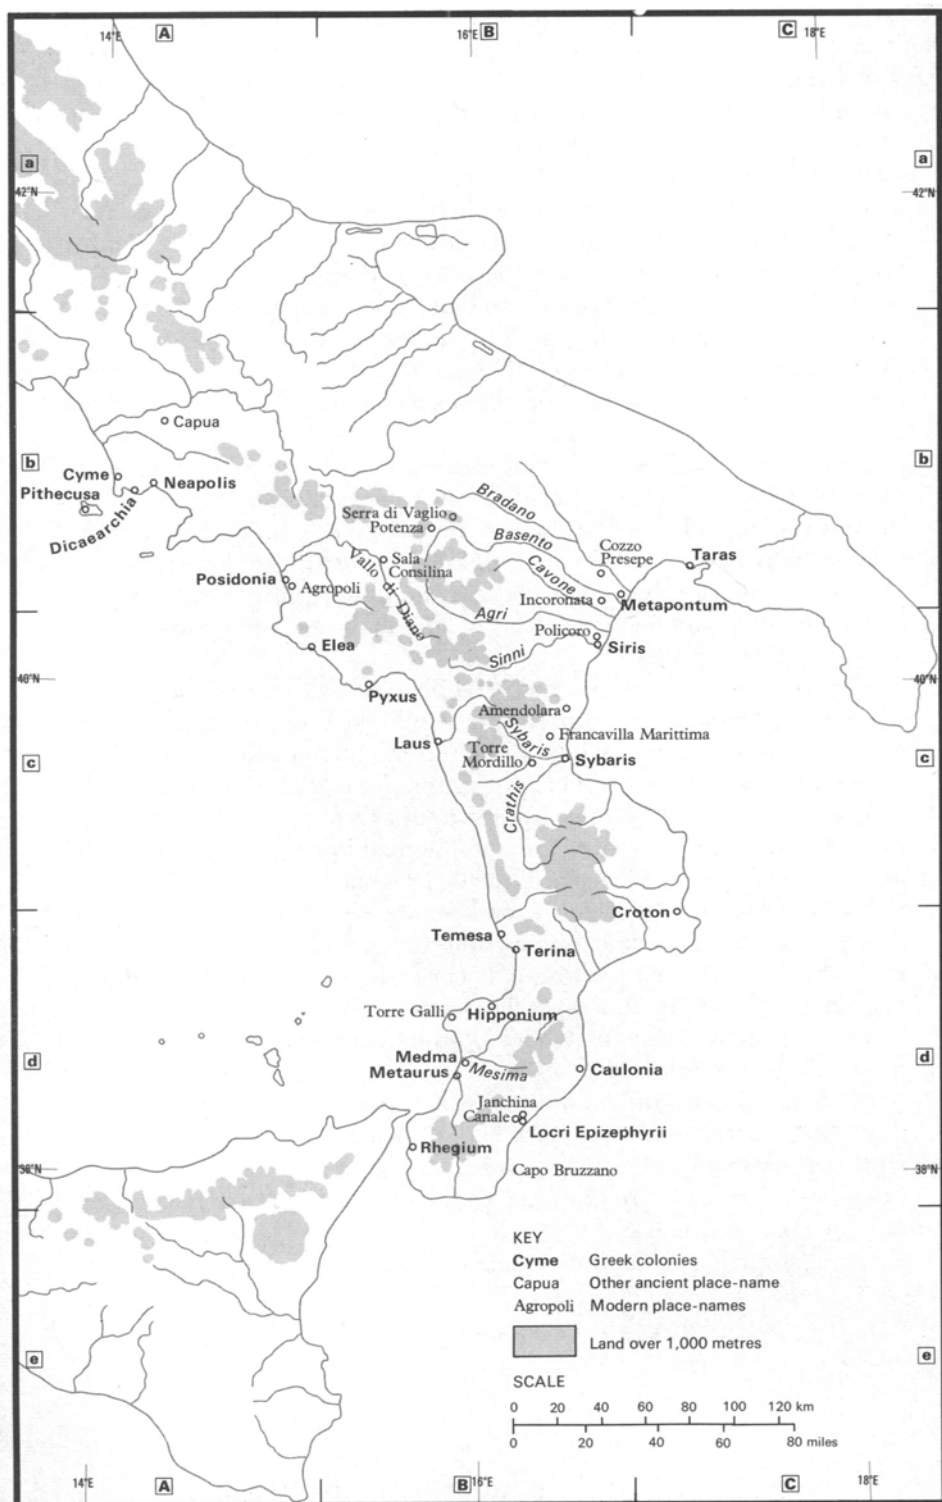 14°E
A
16°E
B
C
18°E
a
a
42°N
42°N
Capua
b
b
Cyme
Neapolis
Pithecusa
Dicaearchia
Bradano
Serra di Vaglio
Potenza
Basento
Cozzo
Presepe
Taras
Vallo di Diano
Sala
Consilina
Cavone
Posidonia
Agropoli
Incoronata
Metapontum
Agri
Policoro
Elea
Sinni
Siris
40°N
40°N
Pyxus
Amendolara
Laus
Sybaris
Francavilla Marittima
Torre
Mordillo
Sybaris
c
c
Crathis
Croton
Temesa
Terina
Torre Galli
Hipponium
d
d
Medma
Metaurus
Mesima
Caulonia
Janchina
Canale
Locri Epizephyrii
Rhegium
Capo Bruzzano
38°N
38°N
KEY
Cyme Greek colonies
Capua Other ancient place-name
Agropoli Modern place-names
Land over 1,000 metres
e
e
SCALE
0 20 40 60 80 100 120 km
0 20 40 60 80 miles
14°E
A
B
16°E
C
18°E